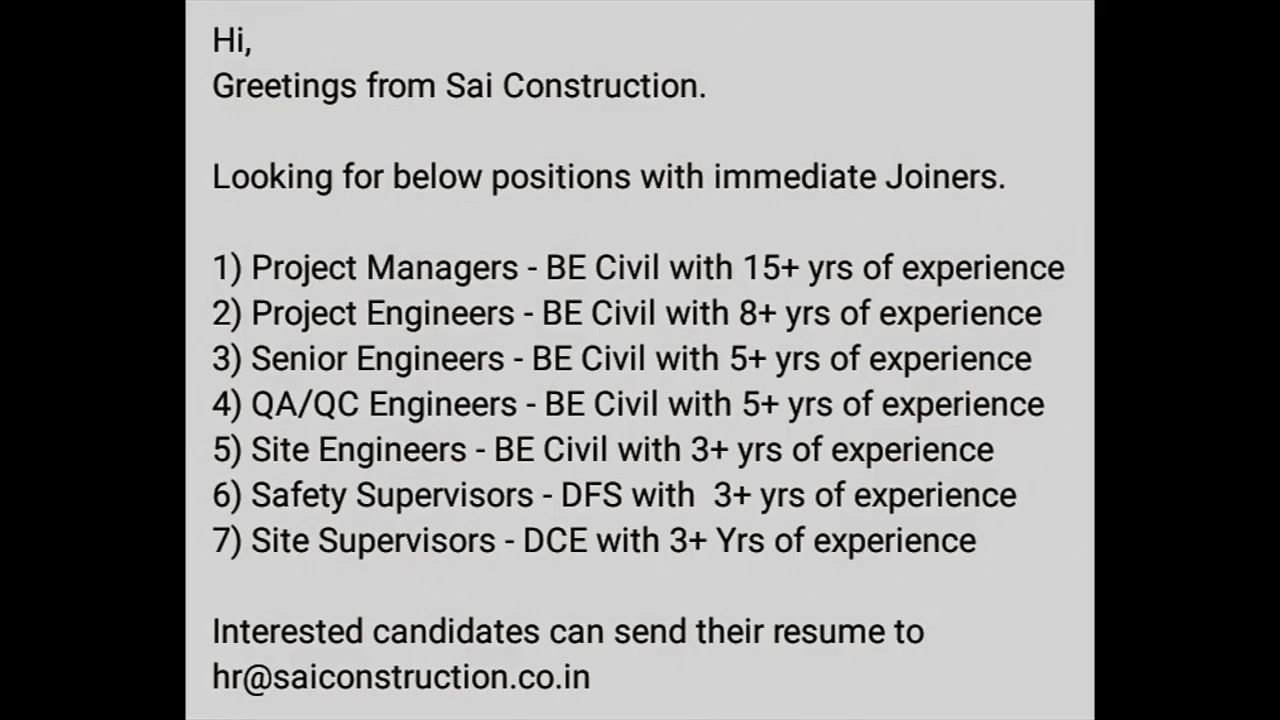 Hi,
Greetings from Sai Construction.
Looking for below positions with immediate Joiners.
1) Project Managers - BE Civil with 15+ yrs of experience
2) Project Engineers - BE Civil with 8+ yrs of experience
3) Senior Engineers - BE Civil with 5+ yrs of experience
4) QA/QC Engineers - BE Civil with 5+ yrs of experience
5) Site Engineers - BE Civil with 3+ yrs of experience
6) Safety Supervisors - DFS with  3+ yrs of experience
7) Site Supervisors - DCE with 3+ Yrs of experience
Interested candidates can send their resume to
hr@saiconstruction.co.in